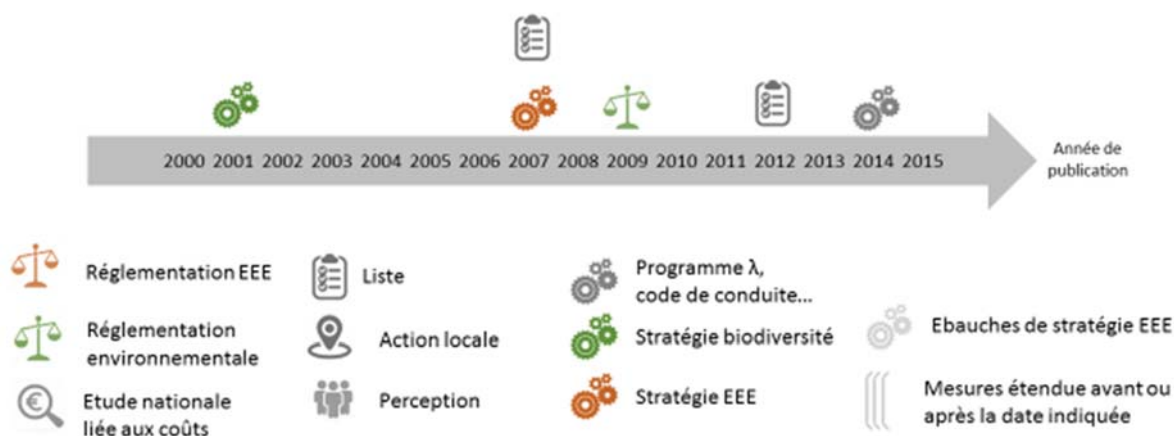 2000 2001 2002 2003 2004 2005 2006 2007 2008 2009 2010 2011 2012 2013 2014 2015
Année de
publication
Réglementation EEE
Réglementation
environnementale
Etude nationale
liée aux coûts
Liste
Action locale
Perception
Programme λ,
code de conduite...
Stratégie biodiversité
Stratégie EEE
Ebauches de stratégie EEE
Mesures étendue avant ou
après la date indiquée